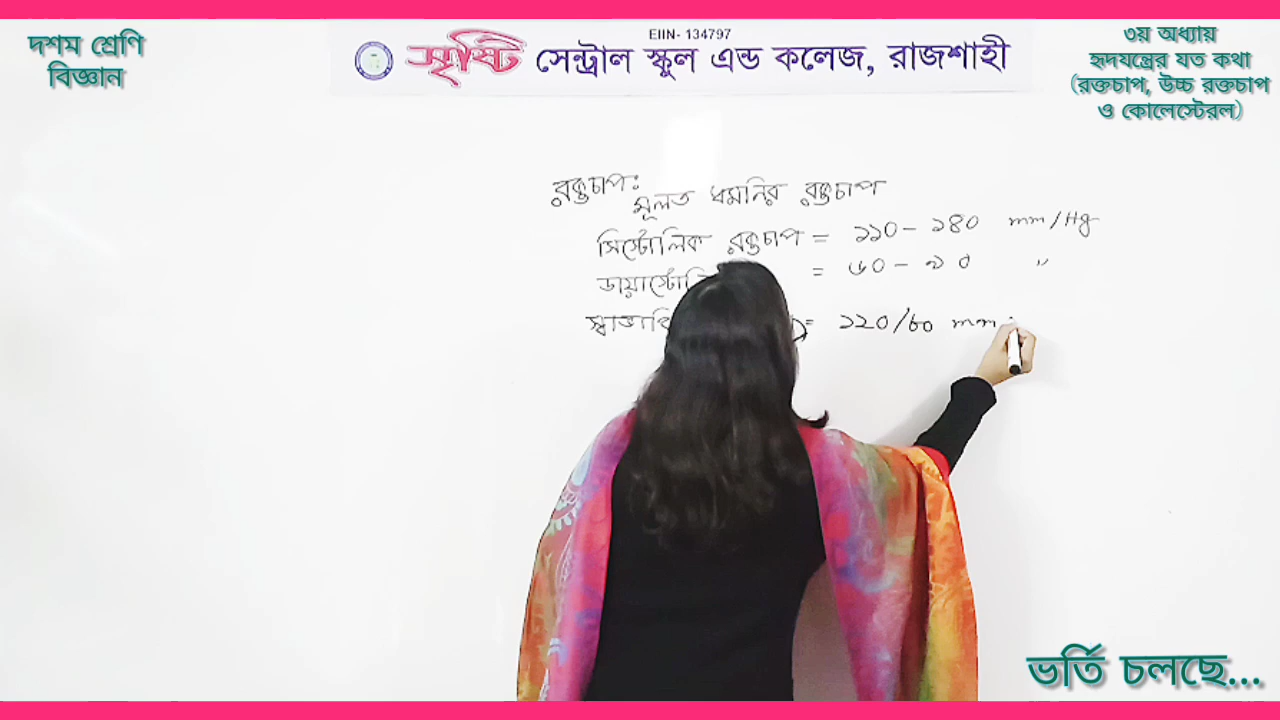 দশম শ্রেণি
বিজ্ঞান
EIIN- 134797
সৃষ্টি সেন্ট্রাল স্কুল এন্ড কলেজ, রাজশাহী
৩য় অধ্যায়
হৃদযন্ত্রের যত কথা
(রক্তচাপ, উচ্চ রক্তচাপ
ও কোলেস্টেরল)
রক্তচাপঃ
মূলত ধমনির রক্তচাপ
সিস্টোলিক রক্তচাপ = ১১০ - ১৪০ mm/Hg
= ৬০ - ৯০ "
= ১২০/৮০ mm
ভর্তি চলছে...